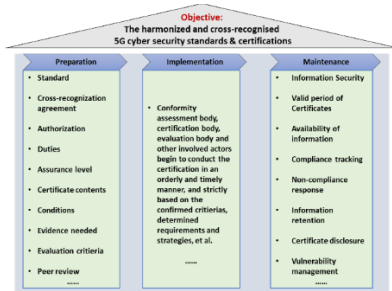 Objective:
The harmonized and cross-recognised
5G cyber security standards & certifications
Preparation
• Standard
• Cross-recognization
agreement
• Authorization
• Duties
• Assurance level
• Certificate contents
• Conditions
• Evidence needed
• Evaluation critieria
• Peer review
......
Implementation
• Conformity
assessment body,
certification body,
evaluation body and
other involved actors
begin to conduct the
certification in an
orderly and timely
manner, and strictly
based on the
confirmed critierias,
determined
requirements and
strategies, et al.
......
Maintenance
• Information Security
• Valid period of
Certificates
• Availability of
information
• Compliance tracking
• Non-compliance
response
• Information
retention
• Certificate disclosure
• Vulnerability
management
......